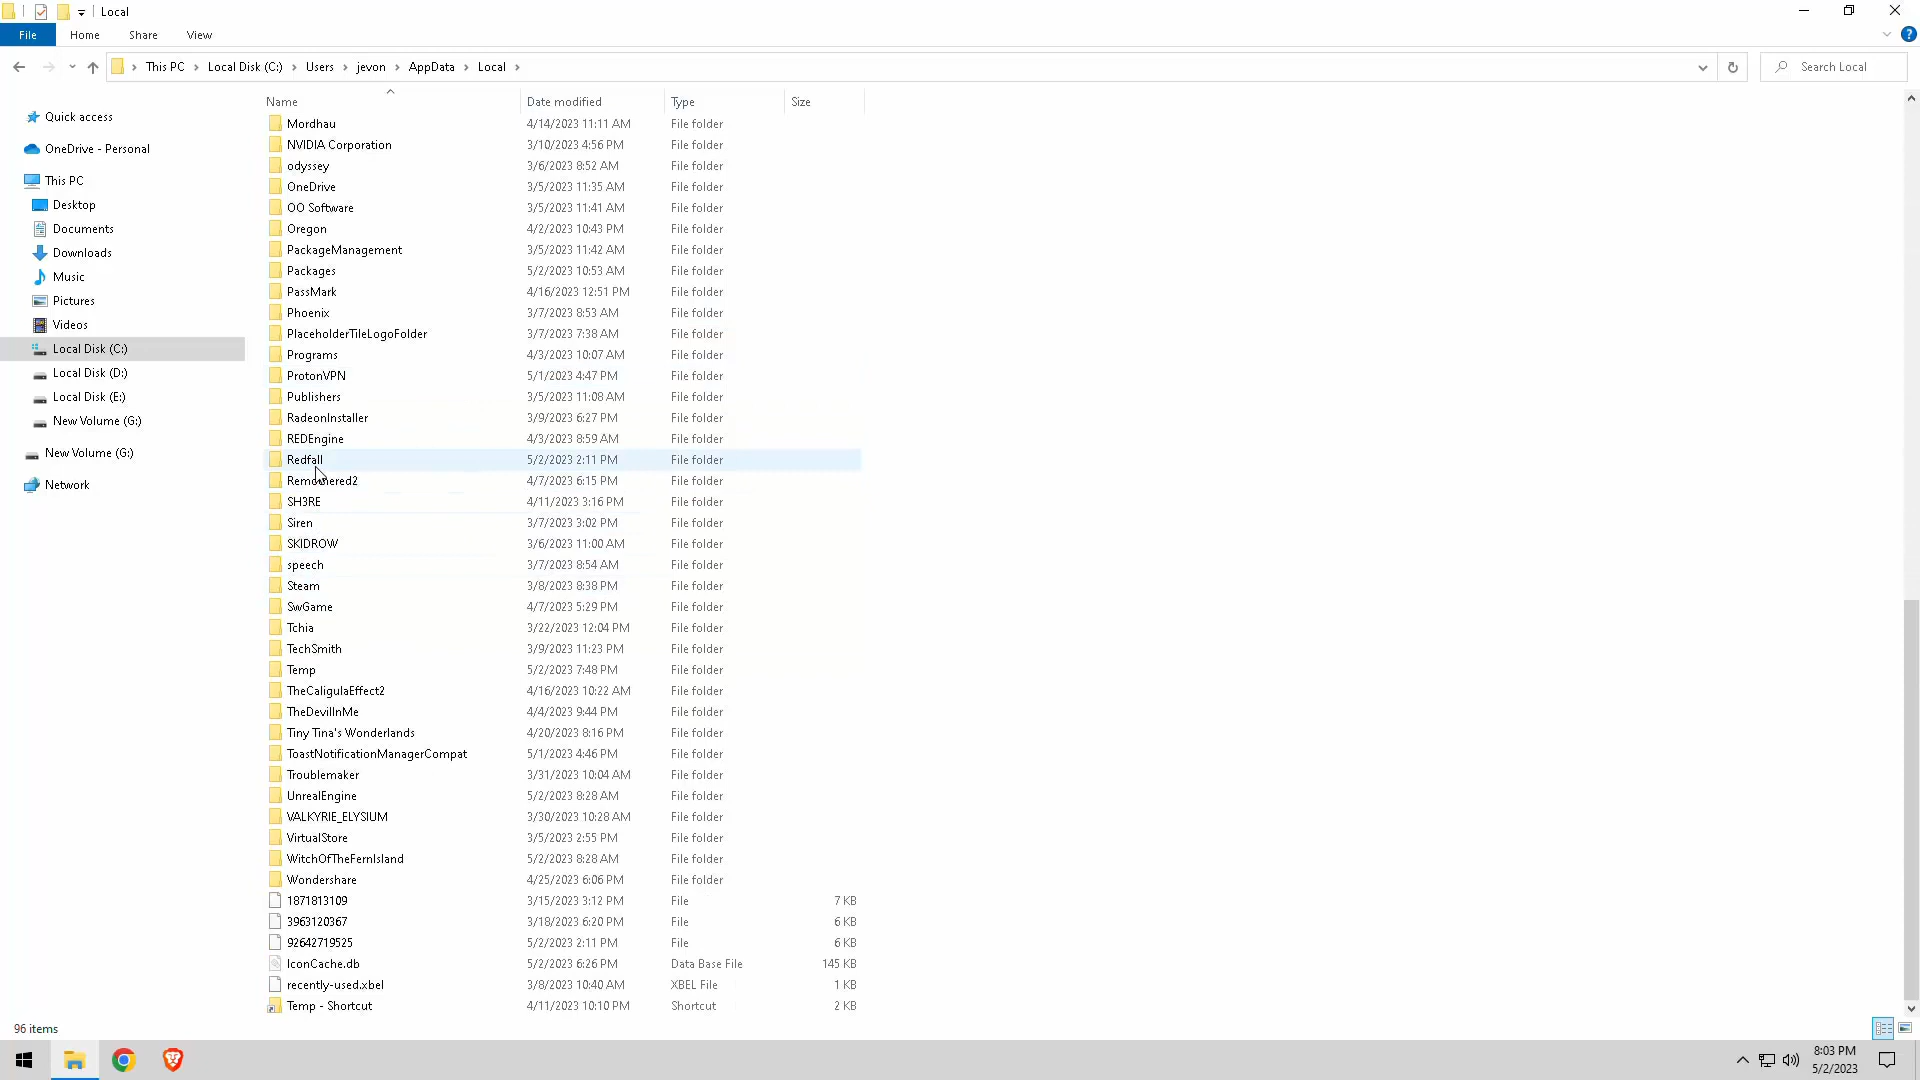 Local
File Home Share View
This PC Local Disk (C:) Users jevon AppData Local
Search Local
Name Date modified Type Size
Quick access
OneDrive - Personal
This PC
Desktop
Documents
Downloads
Music
Pictures
Videos
Local Disk (C:)
Local Disk (D:)
Local Disk (E:)
New Volume (G:)
New Volume (G:)
Network
Mordhau 4/14/2023 11:11 AM File folder
NVIDIA Corporation 3/10/2023 4:56 PM File folder
odyssey 3/6/2023 8:52 AM File folder
OneDrive 3/5/2023 11:35 AM File folder
OO Software 3/5/2023 11:41 AM File folder
Oregon 4/2/2023 10:43 PM File folder
PackageManagement 3/5/2023 11:42 AM File folder
Packages 5/2/2023 10:53 AM File folder
PassMark 4/16/2023 12:51 PM File folder
Phoenix 3/7/2023 8:53 AM File folder
PlaceholderTileLogoFolder 3/7/2023 7:38 AM File folder
Programs 4/3/2023 10:07 AM File folder
ProtonVPN 5/1/2023 4:47 PM File folder
Publishers 3/5/2023 11:08 AM File folder
RadeonInstaller 3/9/2023 6:27 PM File folder
REDEngine 4/3/2023 8:59 AM File folder
Redfall 5/2/2023 2:11 PM File folder
4/7/2023 6:15 PM File folder
SH3RE 4/11/2023 3:16 PM File folder
Siren 3/7/2023 3:02 PM File folder
SKIDROW 3/6/2023 11:00 AM File folder
speech 3/7/2023 8:54 AM File folder
Steam 3/8/2023 8:38 PM File folder
SwGame 4/7/2023 5:29 PM File folder
Tchia 3/22/2023 12:04 PM File folder
TechSmith 3/9/2023 11:23 PM File folder
Temp 5/2/2023 7:48 PM File folder
TheCaligulaEffect2 4/16/2023 10:22 AM File folder
TheDevilInMe 4/4/2023 9:44 PM File folder
Tiny Tina's Wonderlands 4/20/2023 8:16 PM File folder
ToastNotificationManagerCompat 5/1/2023 4:46 PM File folder
Troublemaker 3/31/2023 10:04 AM File folder
UnrealEngine 5/2/2023 8:28 AM File folder
VALKYRIE_ELYSIUM 3/30/2023 10:28 AM File folder
VirtualStore 3/5/2023 2:55 PM File folder
WitchOfTheFernIsland 5/2/2023 8:28 AM File folder
Wondershare 4/25/2023 6:06 PM File folder
1871813109 3/15/2023 3:12 PM File 7 KB
3963120367 3/18/2023 6:20 PM File 6 KB
92642719525 5/2/2023 2:11 PM File 6 KB
IconCache.db 5/2/2023 6:26 PM Data Base File 145 KB
recently-used.xbel 3/8/2023 10:40 AM XBEL File 1 KB
Temp - Shortcut 4/11/2023 10:10 PM Shortcut 2 KB
96 items
8:03 PM
5/2/2023